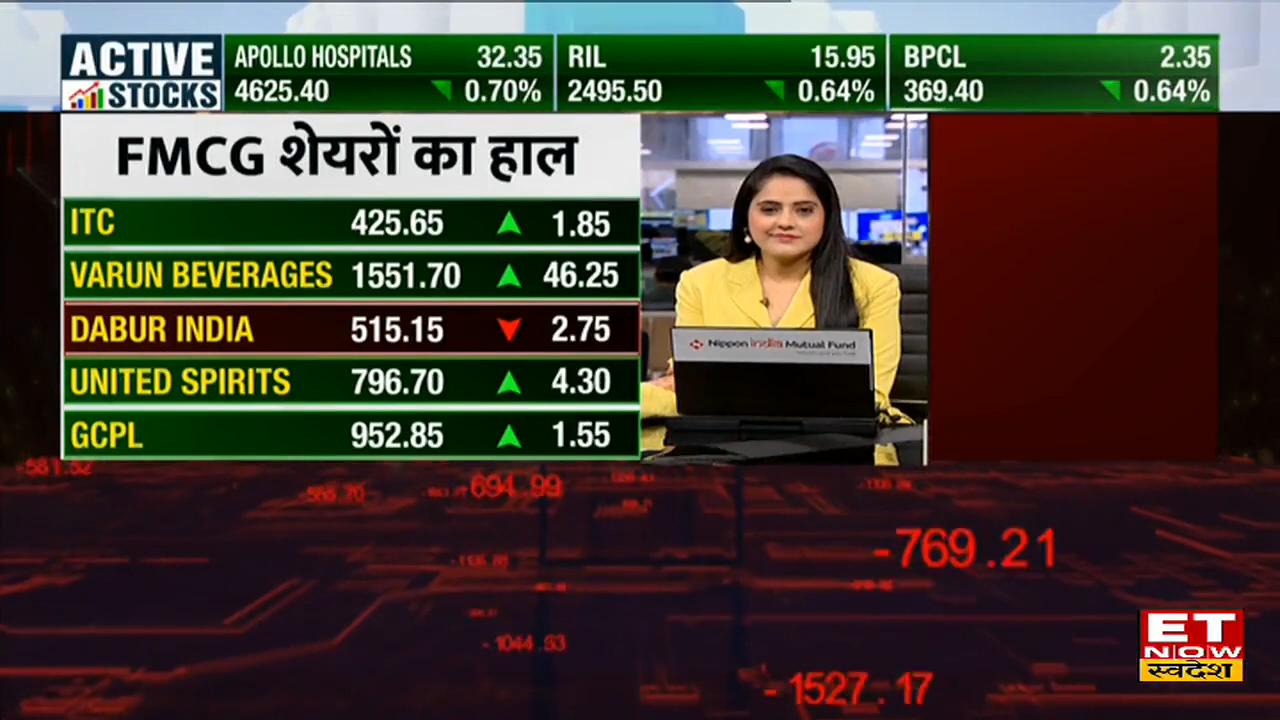 ACTIVE
STOCKS
APOLLO HOSPITALS 32.35
4625.40 0.70%
RIL 15.95
2495.50 0.64%
BPCL 2.35
369.40 0.64%
FMCG शेयरों का हाल
ITC 425.65 1.85
VARUN BEVERAGES 1551.70 46.25
DABUR INDIA 515.15 2.75
UNITED SPIRITS 796.70 4.30
GCPL 952.85 1.55
Nippon india Mutual Fund
-694.99
-769.21
-1044.83
-1527.17
ET
NOW
स्वदेश